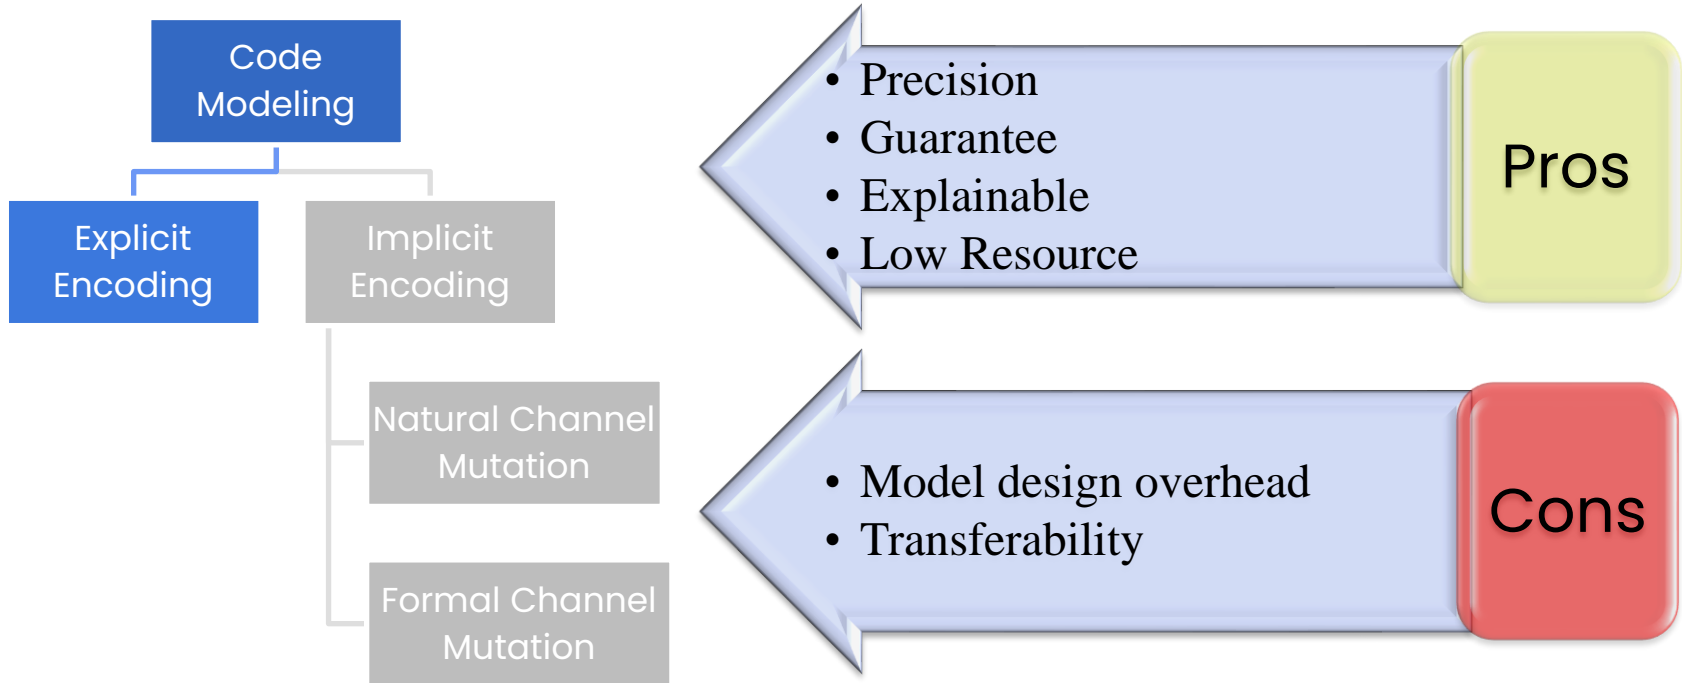 Code
Modeling
Explicit
Encoding
Implicit
Encoding
Natural Channel
Mutation
Formal Channel
Mutation
• Precision
• Guarantee
• Explainable
• Low Resource
Pros
• Model design overhead
• Transferability
Cons